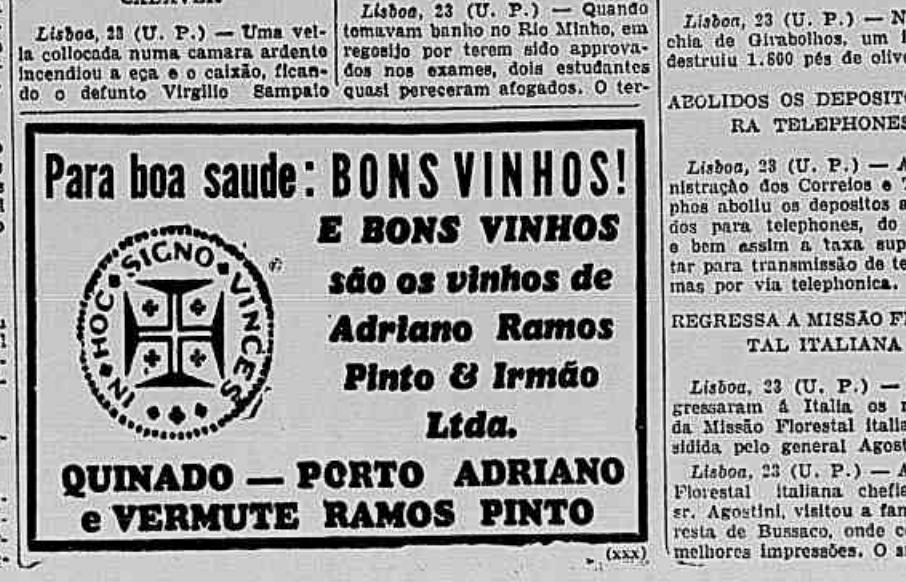 Lisboa, 23 (U. P.) — Uma vel-
la collocada numa camara ardente
incendiou a eça e o caixão, fican-
do o defunto Virgilio Sampaio
Lisboa, 23 (U. P.) — Quando
tomavam banho no Rio Minho, em
regosijo por terem sido approva-
dos nos exames, dois estudantes
quasi pereceram afogados. O ter-
Para boa saude: BONS VINHOS!
E BONS VINHOS
são os vinhos de
Adriano Ramos
Pinto & Irmão
Ltda.
IN • HOC • SIGNO • VINCES
QUINADO — PORTO ADRIANO
e VERMUTE RAMOS PINTO
(xxx)
Lisboa, 23 (U. P.) — N
chia de Girabolhos, um
destruiu 1.800 pés de olive
ABOLIDOS OS DEPOSIT
RA TELEPHONES
Lisboa, 23 (U. P.) — A
nistração dos Correios e T
phos aboliu os depositos a
dos para telephones, do
e bem assim a taxa sup
tar para transmissão de te
mas por via telephonica.
REGRESSA A MISSÃO F
TAL ITALIANA
Lisboa, 23 (U. P.) —
gressaram á Italia os
da Missão Florestal italia
sidida pelo general Agost
Lisboa, 23 (U. P.) — A
Florestal italiana chefia
sr. Agostini, visitou a fam
resta de Bussaco, onde c
melhores impressões. O